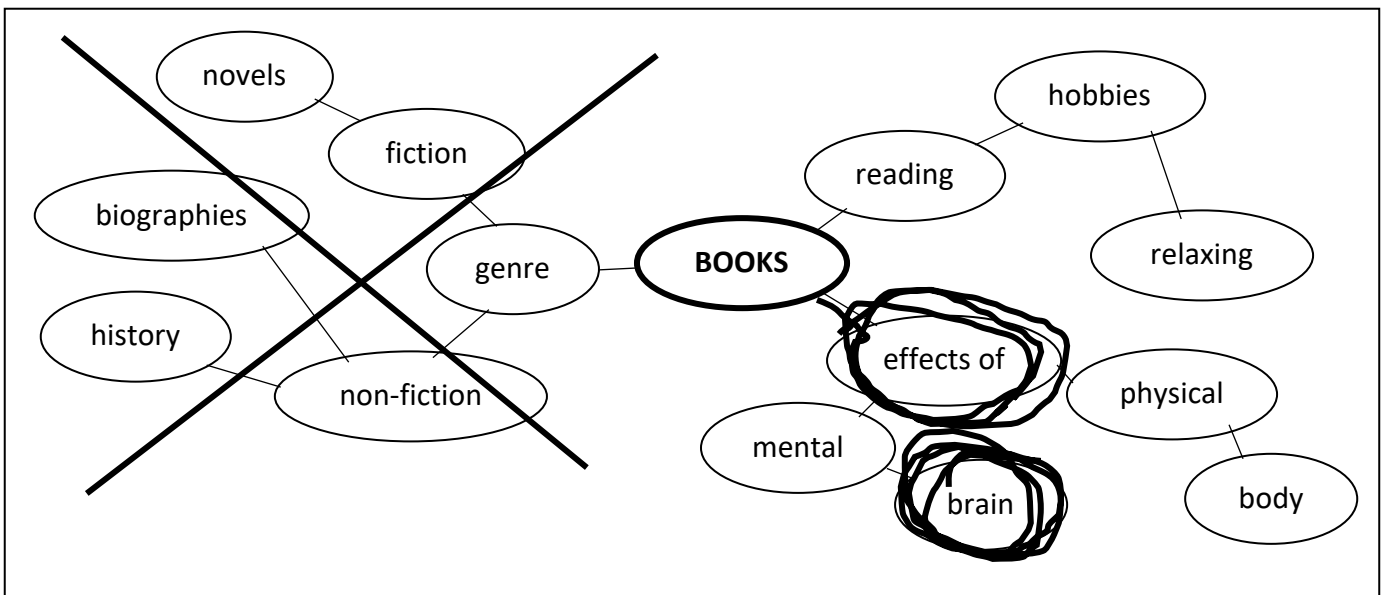 novels
hobbies
fiction
reading
biographies
relaxing
BOOKS
genre
history
effects of
physical
non-fiction
mental
brain
body